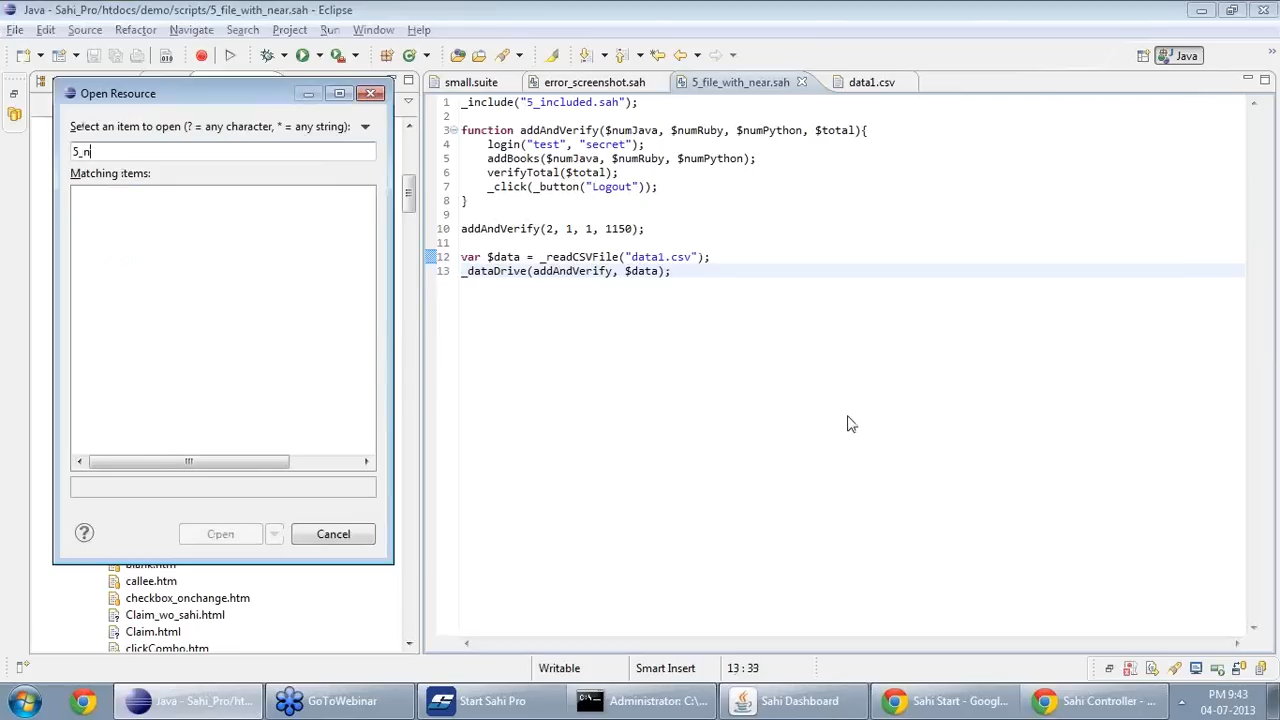 Java - Sahi_Pro/htdocs/demo/scripts/5_file_with_near.sah - Eclipse
File Edit Source Refactor Navigate Search Project Run Window Help
Java
Open Resource
Select an item to open (? = any character, * = any string):
5_n
Matching items:
Open
Cancel
callee.htm
checkbox_onchange.htm
Claim_wo_sahi.html
Claim.html
clickCombo.htm
small.suite
error_screenshot.sah
5_file_with_near.sah
data1.csv
1 _include("5_included.sah");
2
3 function addAndVerify($numJava, $numRuby, $numPython, $total){
4 login("test", "secret");
5 addBooks($numJava, $numRuby, $numPython);
6 verifyTotal($total);
7 _click(_button("Logout"));
8 }
9
10 addAndVerify(2, 1, 1, 1150);
11
12 var $data = _readCSVFile("data1.csv");
13 _dataDrive(addAndVerify, $data);
Writable
Smart Insert
13 : 33
Java - Sahi_Pro/ht...
GoToWebinar
Start Sahi Pro
Administrator: C:\...
Sahi Dashboard
Sahi Start - Googl...
Sahi Controller - ...
PM 9:43
04-07-2013